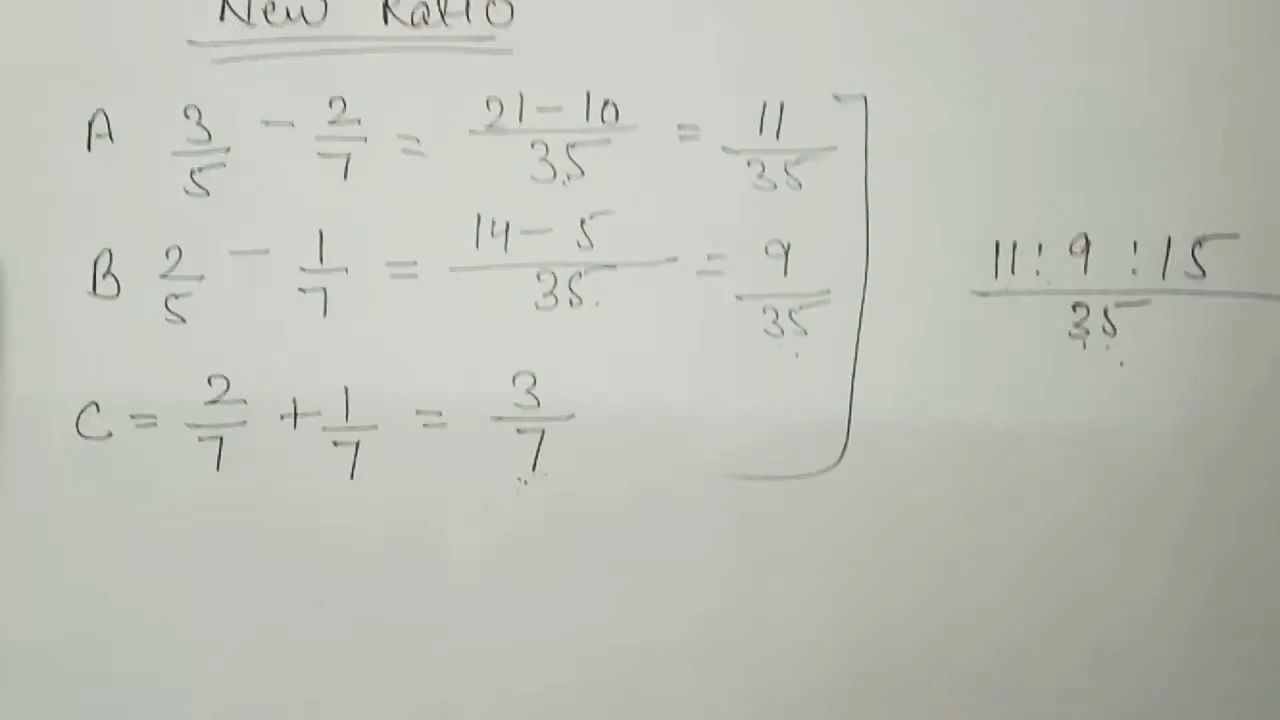 New Ratio
A 3/5 - 2/7 = 21-10/35 = 11/35
B 2/5 - 1/7 = 14-5/35 = 9/35
C = 2/7 + 1/7 = 3/7
11:9:15/35